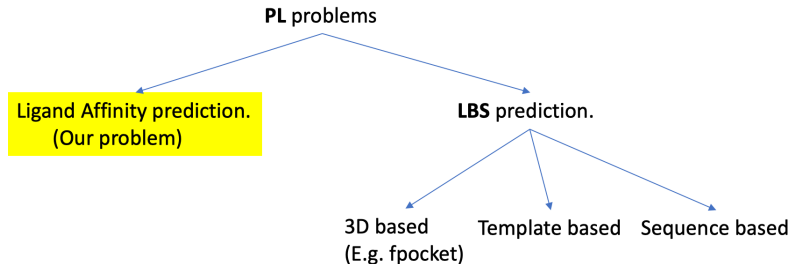 PL problems
Ligand Affinity prediction.
(Our problem)
LBS prediction.
3D based
(E.g. fpocket)
Template based
Sequence based